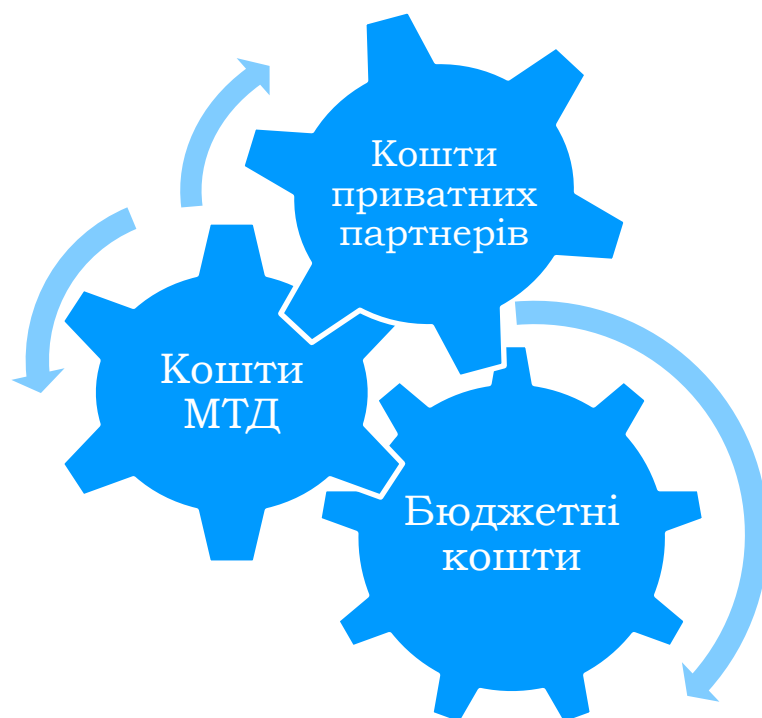 Кошти
приватних
партнерів
Кошти
МТД
Бюджетні
кошти